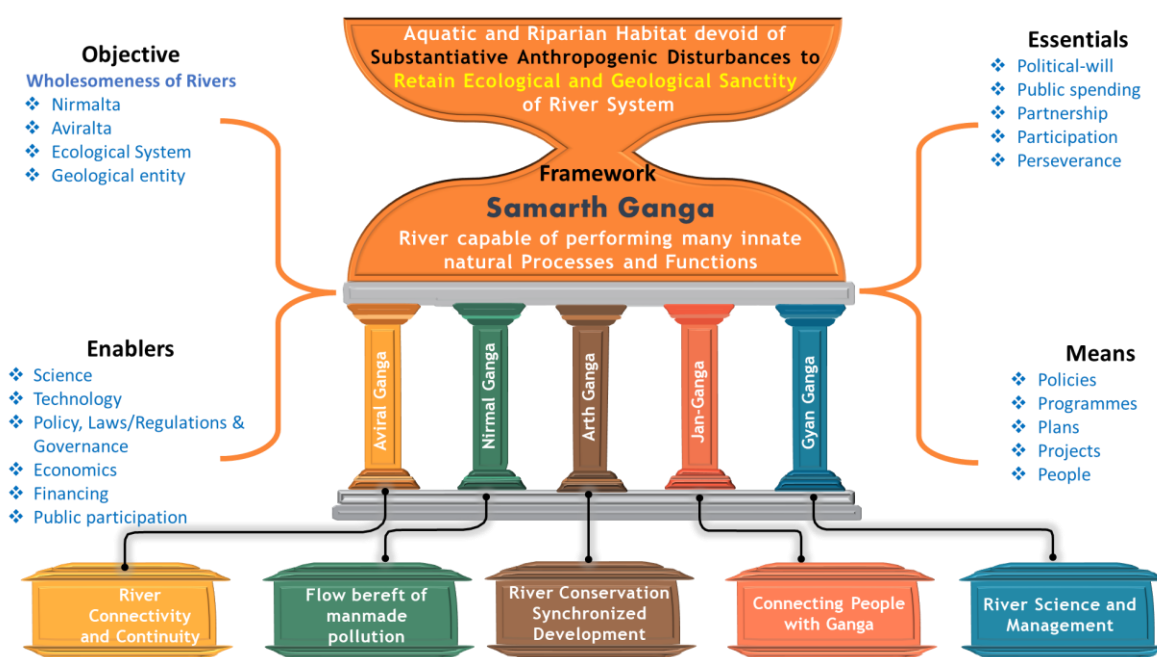 Aquatic and Riparian Habitat devoid of
Substantiative Anthropogenic Disturbances to
Retain Ecological and Geological Sanctity
of River System
Objective
Wholesomeness of Rivers
Nirmalta
Aviralta
Ecological System
Geological entity
Essentials
Political-will
Public spending
Partnership
Participation
Perseverance
Framework
Samarth Ganga
River capable of performing many innate
natural Processes and Functions
Enablers
Science
Technology
Policy, Laws/Regulations &
Governance
Economics
Financing
Public participation
Aviral Ganga
Nirmal Ganga
Arth Ganga
Jan-Ganga
Gyan Ganga
Means
Policies
Programmes
Plans
Projects
People
River
Connectivity
and Continuity
Flow bereft of
manmade
pollution
River Conservation
Synchronized
Development
Connecting People
with Ganga
River Science and
Management